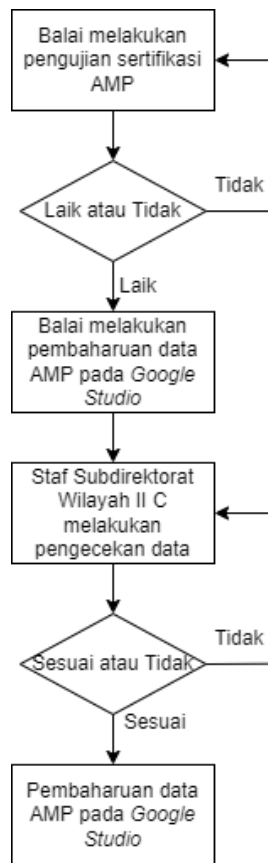 Balai melakukan
pengujian sertifikasi
AMP
Laik atau Tidak
Tidak
Laik
Balai melakukan
pembaharuan data
AMP pada Google
Studio
Staf Subdirektorat
Wilayah II C
melakukan
pengecekan data
Sesuai atau Tidak
Tidak
Sesuai
Pembaharuan data
AMP pada Google
Studio